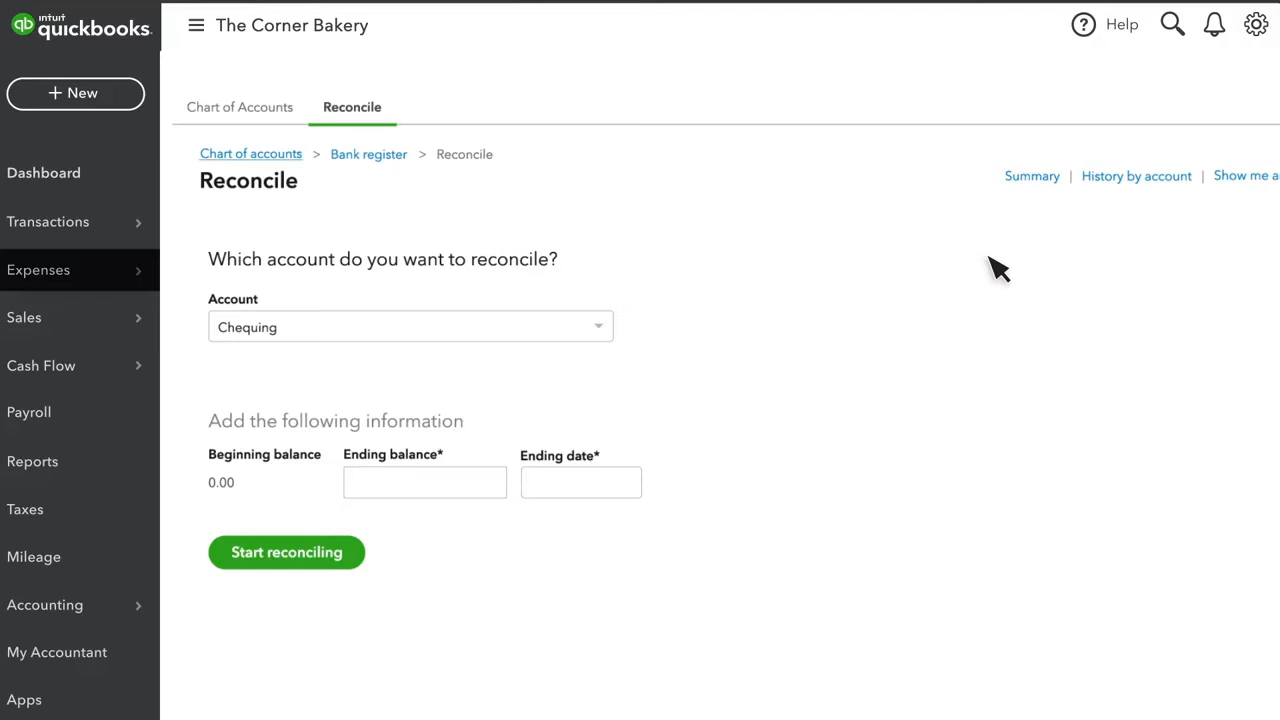 intuit
quickbooks.
The Corner Bakery
Help
+ New
Dashboard
Transactions
Expenses
Sales
Cash Flow
Payroll
Reports
Taxes
Mileage
Accounting
My Accountant
Apps
Chart of Accounts
Reconcile
Chart of accounts > Bank register > Reconcile
Reconcile
Summary | History by account | Show me a
Which account do you want to reconcile?
Account
Chequing
Add the following information
Beginning balance Ending balance* Ending date*
0.00
Start reconciling